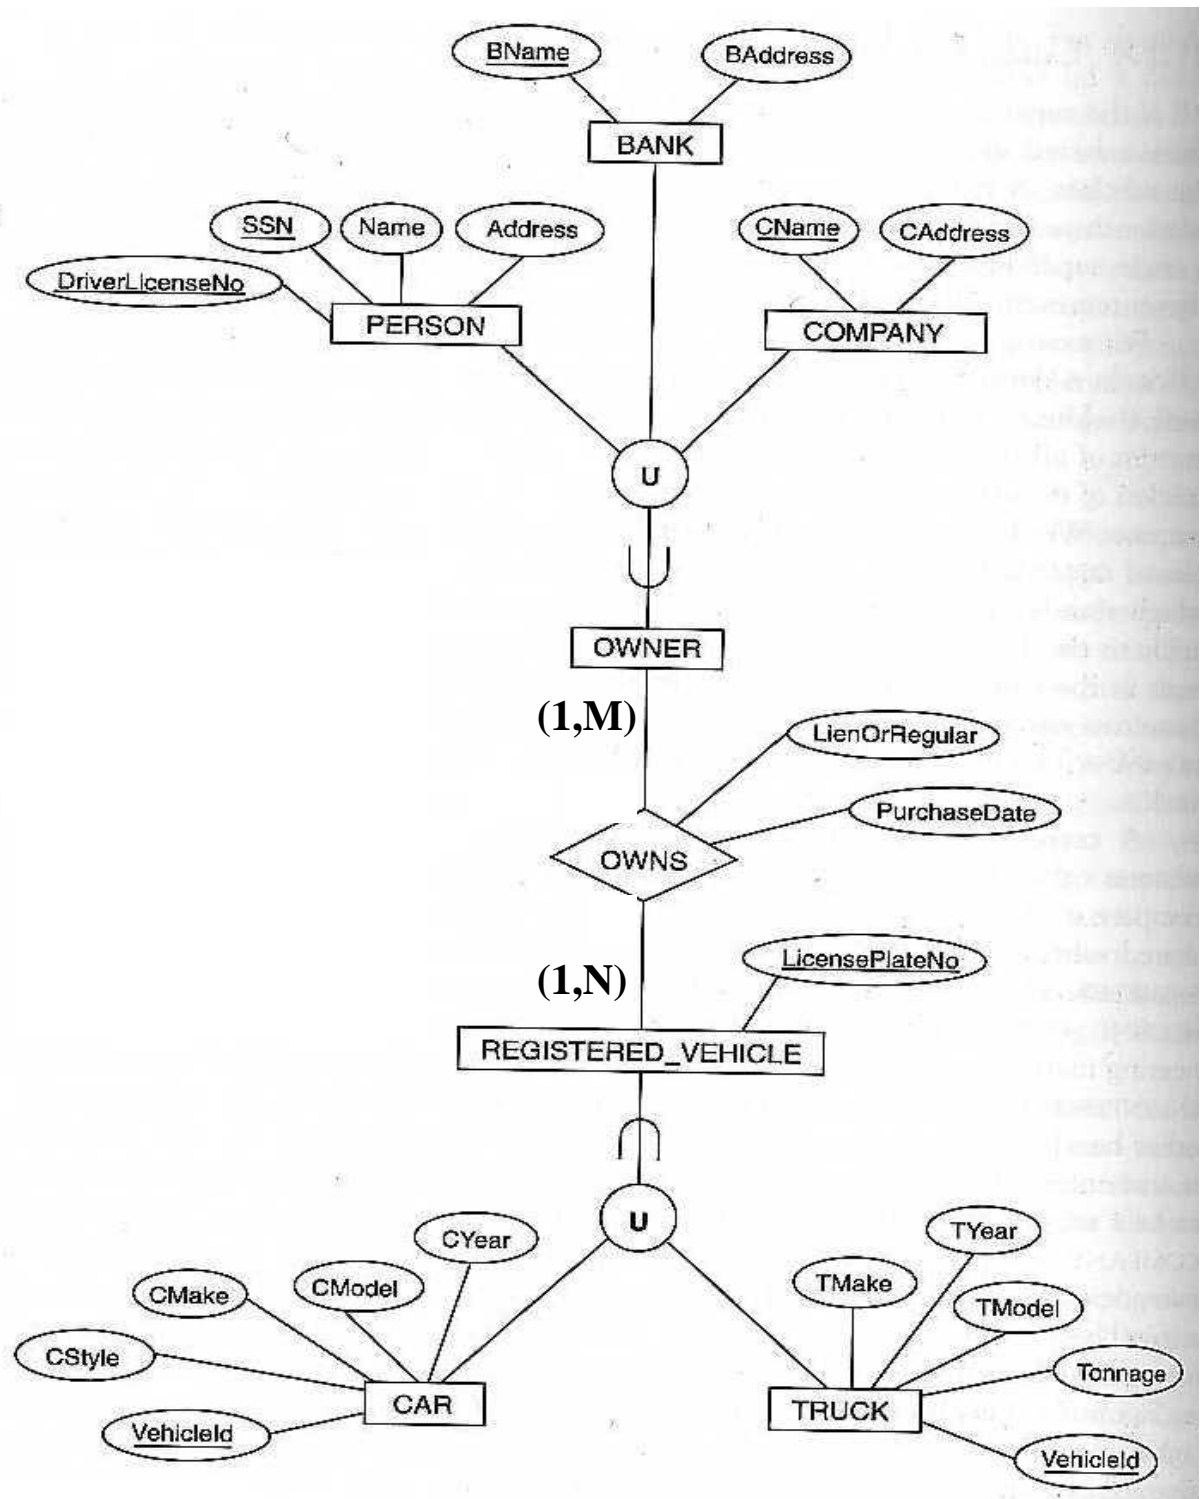 BName
BAddress
BANK
SSN
Name
Address
CName
CAddress
DriverLicenseNo
PERSON
COMPANY
U
OWNER
(1,M)
LienOrRegular
PurchaseDate
OWNS
LicensePlateNo
(1,N)
REGISTERED_VEHICLE
U
CYear
TYear
CMake
CModel
TMake
TModel
CStyle
Tonnage
CAR
TRUCK
VehicleId
VehicleId